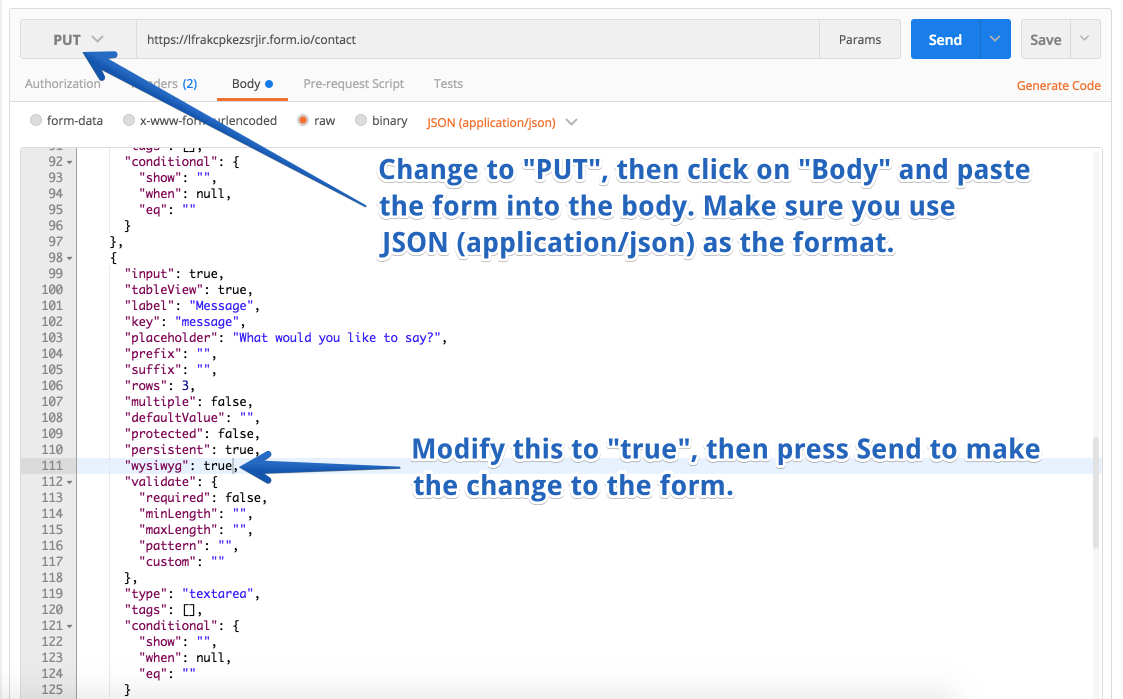 PUT https://lfrakcpkezsrjir.form.io/contact Params Send Save
Authorization Headers (2) Body Pre-request Script Tests Generate Code
form-data x-www-form-urlencoded raw binary JSON (application/json)
91 "tags": [],
92 "conditional": {
93 "show": "",
94 "when": null,
95 "eq": ""
96 }
97 },
98 {
99 "input": true,
100 "tableView": true,
101 "label": "Message",
102 "key": "message",
103 "placeholder": "What would you like to say?",
104 "prefix": "",
105 "suffix": "",
106 "rows": 3,
107 "multiple": false,
108 "defaultValue": "",
109 "protected": false,
110 "persistent": true,
111 "wysiwyg": true,
112 "validate": {
113 "required": false,
114 "minLength": "",
115 "maxLength": "",
116 "pattern": "",
117 "custom": ""
118 },
119 "type": "textarea",
120 "tags": [],
121 "conditional": {
122 "show": "",
123 "when": null,
124 "eq": ""
125 }
Change to "PUT", then click on "Body" and paste
the form into the body. Make sure you use
JSON (application/json) as the format.
Modify this to "true", then press Send to make
the change to the form.